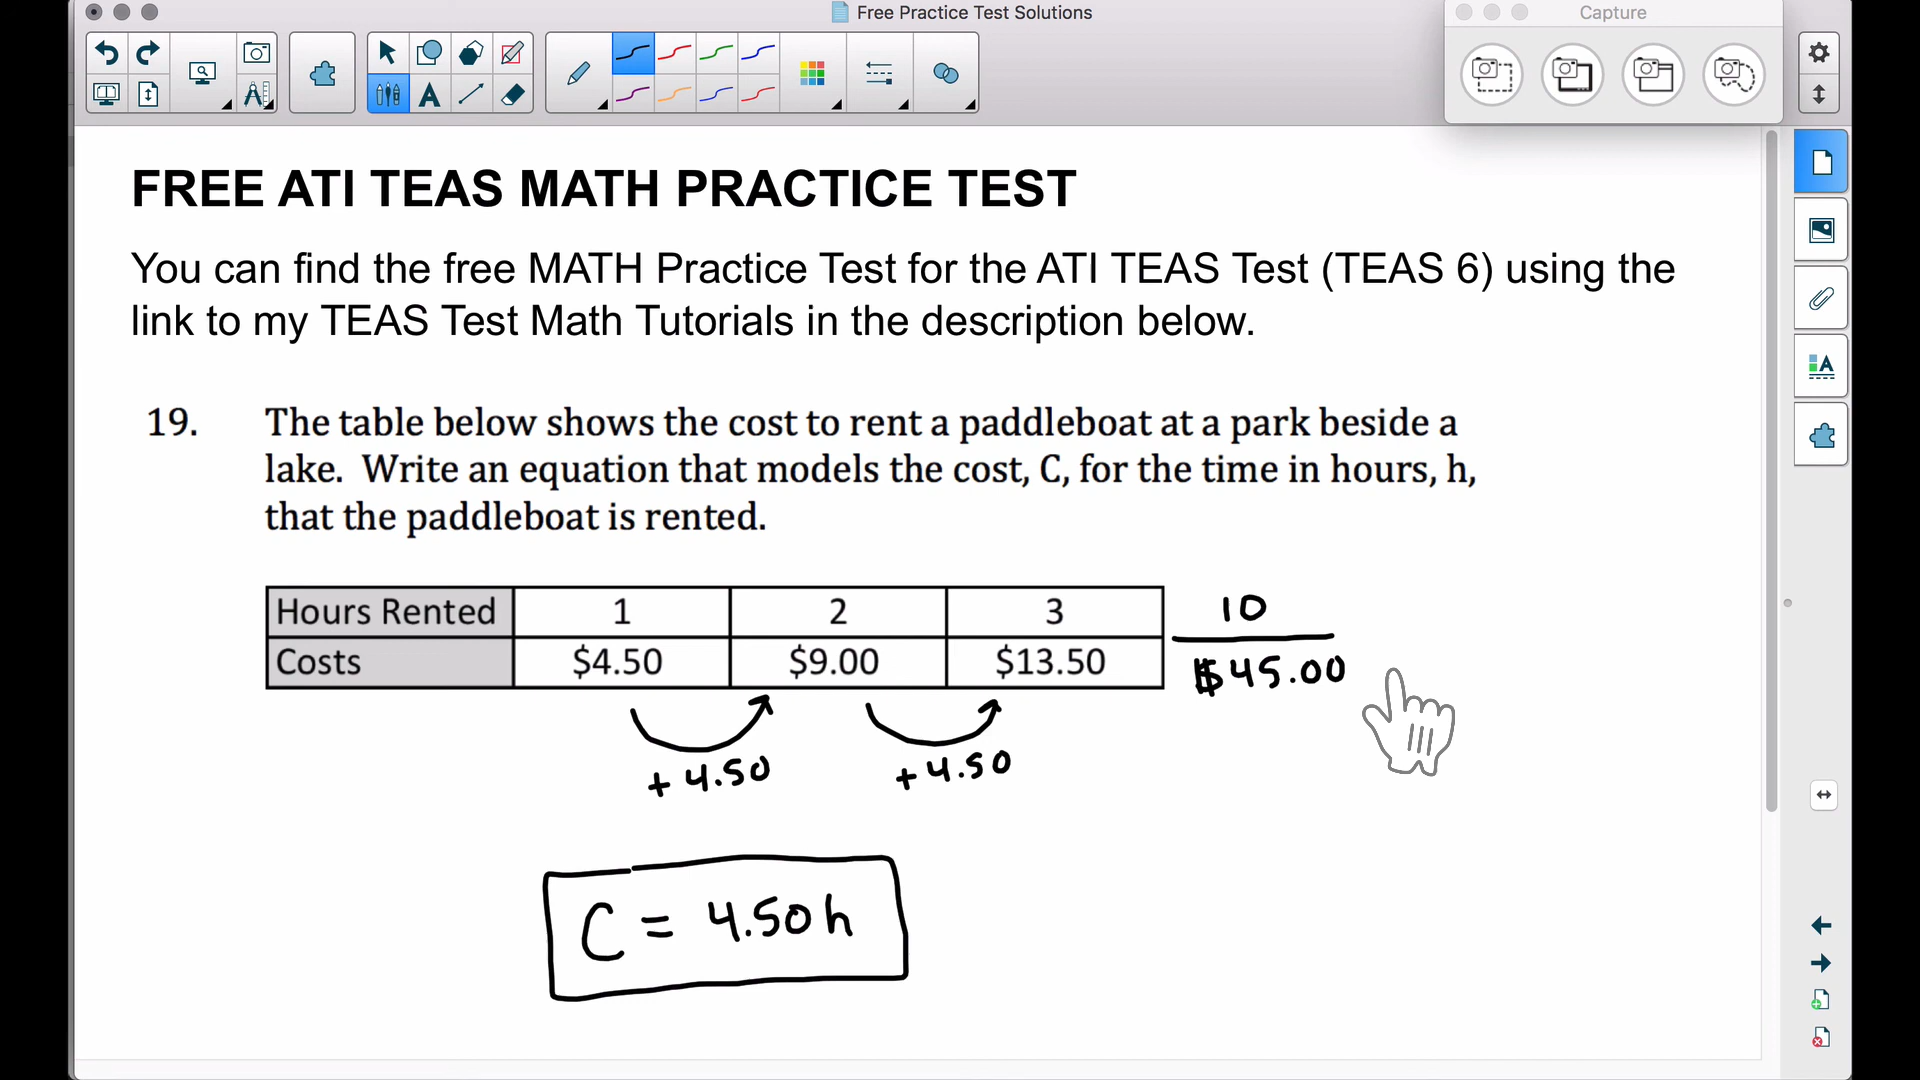 Free Practice Test Solutions
Capture
A
A
FREE ATI TEAS MATH PRACTICE TEST
You can find the free MATH Practice Test for the ATI TEAS Test (TEAS 6) using the
link to my TEAS Test Math Tutorials in the description below.
19. The table below shows the cost to rent a paddleboat at a park beside a
lake. Write an equation that models the cost, C, for the time in hours, h,
that the paddleboat is rented.
Hours Rented 1 2 3 10
Costs $4.50 $9.00 $13.50 $45.00
+ 4.50 + 4.50
C = 4.50h